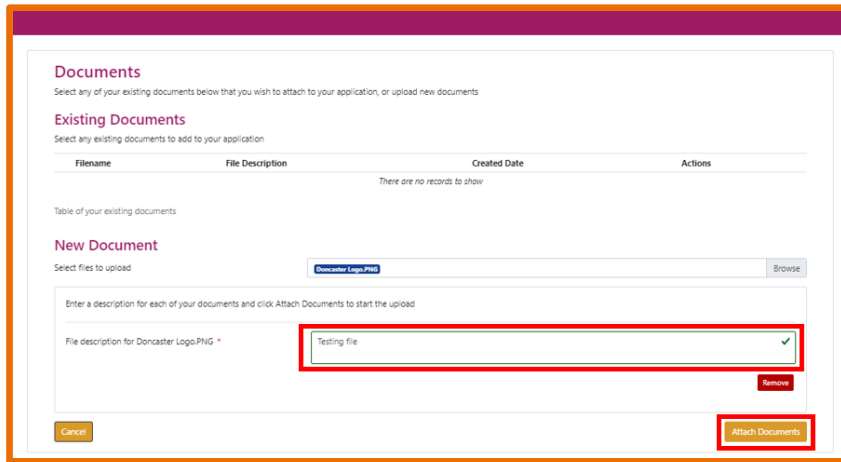 Documents
Select any of your existing documents below that you wish to attach to your application, or upload new documents
Existing Documents
Select any existing documents to add to your application
Filename File Description Created Date Actions
There are no records to show
Table of your existing documents
New Document
Select files to upload Doncaster Logo.PNG Browse
Enter a description for each of your documents and click Attach Documents to start the upload
File description for Doncaster Logo.PNG * Testing file
Remove
Cancel Attach Documents